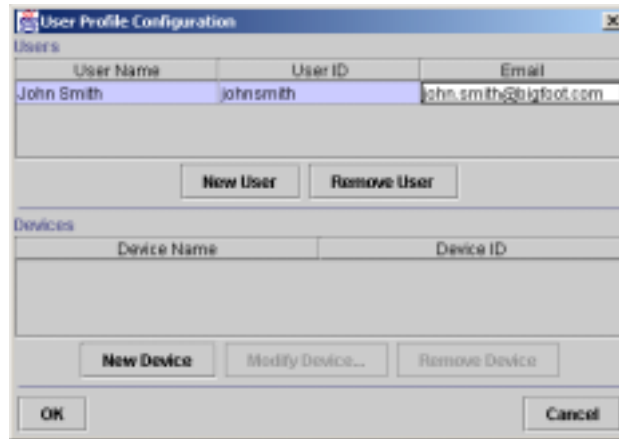 User Profile Configuration
Users
User Name User ID Email
John Smith johnsmith john.smith@bigfoot.com
New User Remove User
Devices
Device Name Device ID
New Device Modify Device... Remove Device
OK Cancel